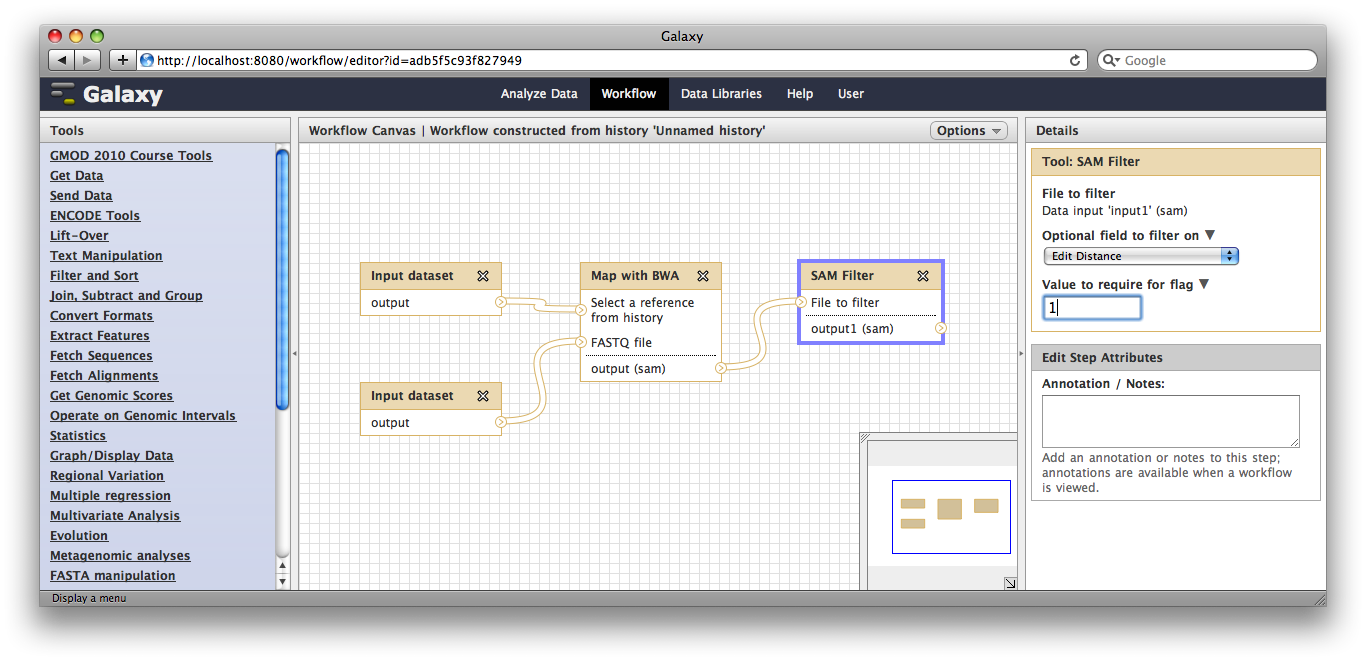 Galaxy
http://localhost:8080/workflow/editor?id=adb5f5c93f827949
Google
Galaxy
Analyze Data
Workflow
Data Libraries
Help
User
Tools
GMOD 2010 Course Tools
Get Data
Send Data
ENCODE Tools
Lift-Over
Text Manipulation
Filter and Sort
Join, Subtract and Group
Convert Formats
Extract Features
Fetch Sequences
Fetch Alignments
Get Genomic Scores
Operate on Genomic Intervals
Statistics
Graph/Display Data
Regional Variation
Multiple regression
Multivariate Analysis
Evolution
Metagenomic analyses
FASTA manipulation
Workflow Canvas | Workflow constructed from history 'Unnamed history'
Options
Input dataset
output
Input dataset
output
Map with BWA
Select a reference
from history
FASTQ file
output (sam)
SAM Filter
File to filter
output1 (sam)
Details
Tool: SAM Filter
File to filter
Data input 'input1' (sam)
Optional field to filter on
Edit Distance
Value to require for flag
1
Edit Step Attributes
Annotation / Notes:
Add an annotation or notes to this step;
annotations are available when a workflow
is viewed.
Display a menu